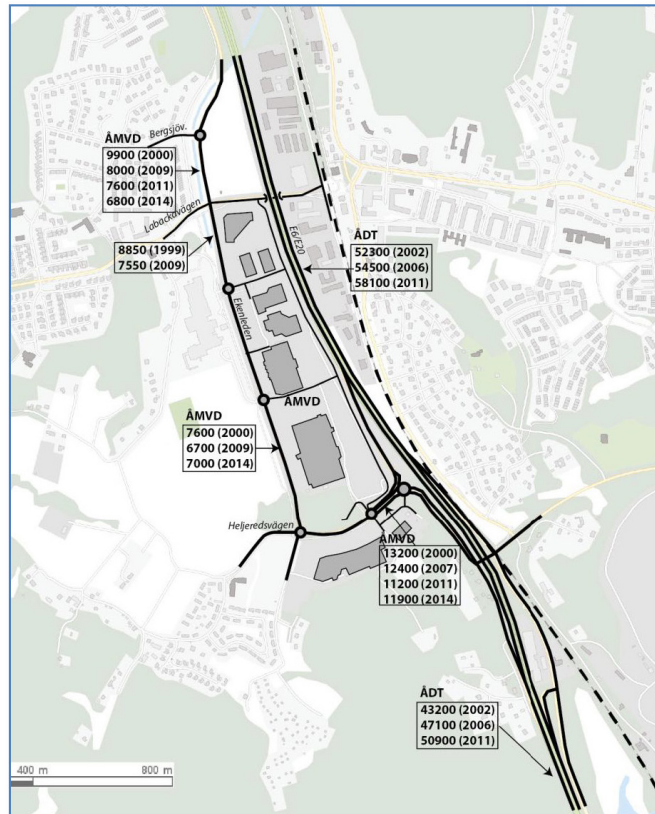 ÅMVD
Bergsjöv.
9900 (2000)
8000 (2009)
7600 (2011)
6800 (2014)
Labackavägen
8850 (1999)
7550 (2009)
E6/E20
ÅDT
52300 (2002)
54500 (2006)
58100 (2011)
Ekenleden
ÅMVD
ÅMVD
7600 (2000)
6700 (2009)
7000 (2014)
Heljeredsvägen
ÅMVD
13200 (2000)
12400 (2007)
11200 (2011)
11900 (2014)
ÅDT
43200 (2002)
47100 (2006)
50900 (2011)
400 m 800 m